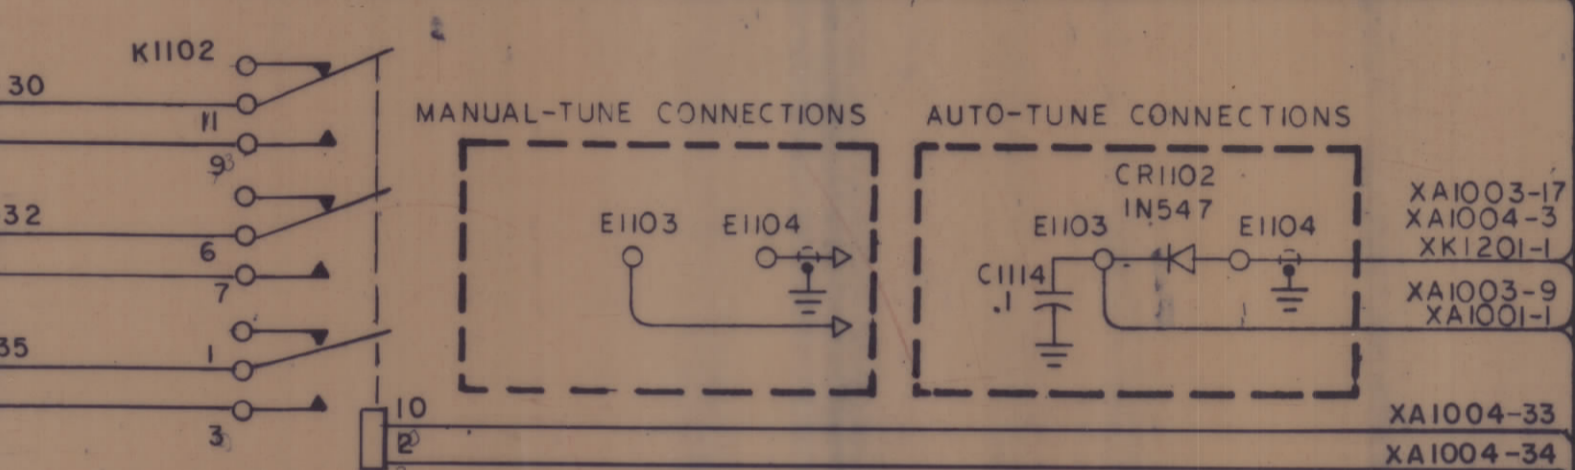 K1102
30
11
9
32
6
7
35
1
3
10
2
MANUAL-TUNE CONNECTIONS
E1103 E1104
AUTO-TUNE CONNECTIONS
CR1102
1N547
E1103 E1104
C1114
.1
XA1003-17
XA1004-3
XK1201-1
XA1003-9
XA1001-1
XA1004-33
XA1004-34